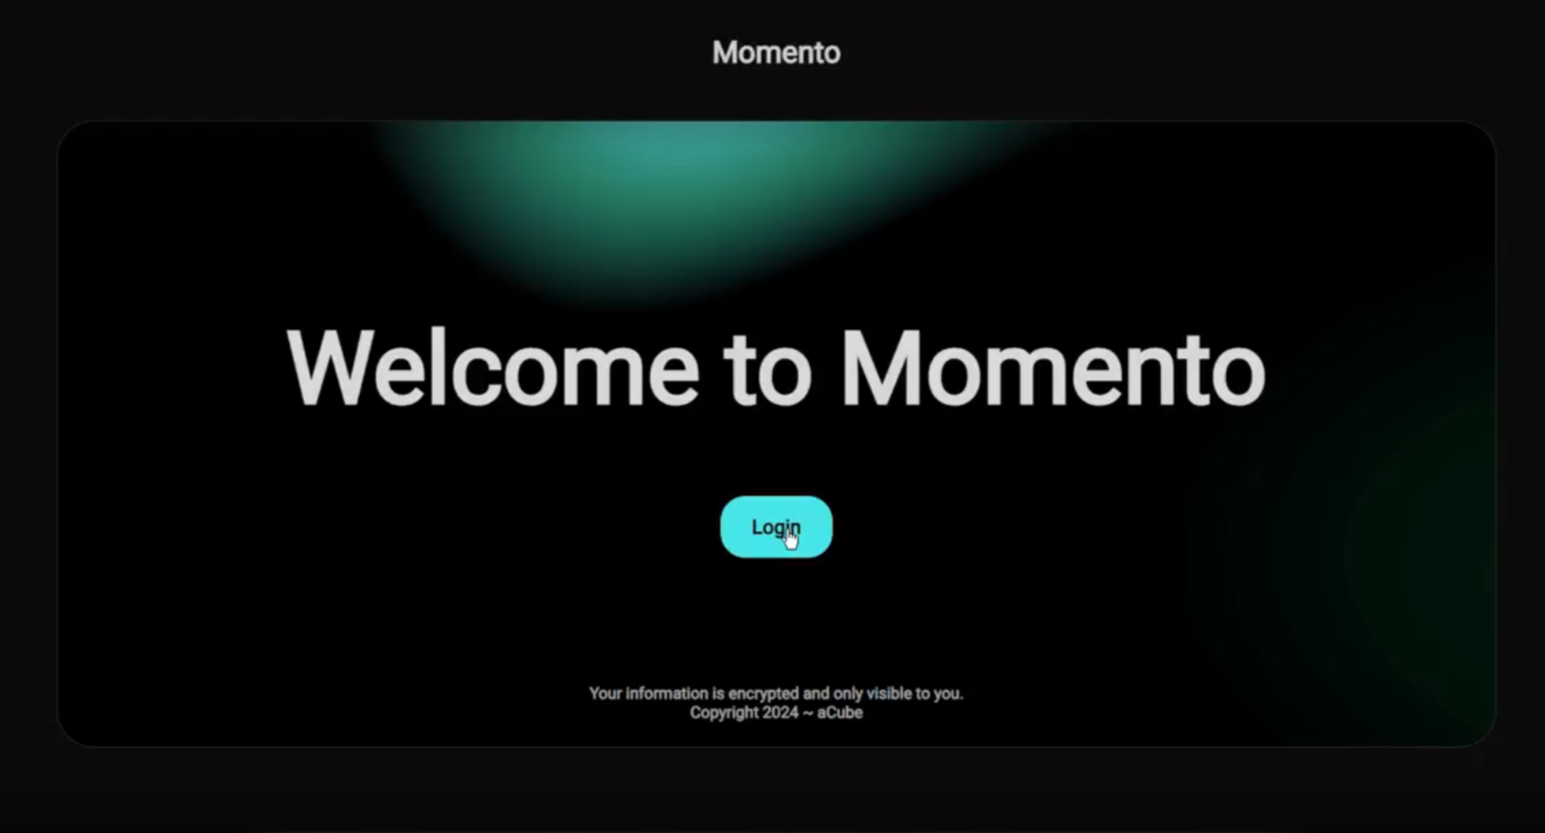 Momento
Welcome to Momento
Login
Your information is encrypted and only visible to you.
Copyright 2024 ~ aCube